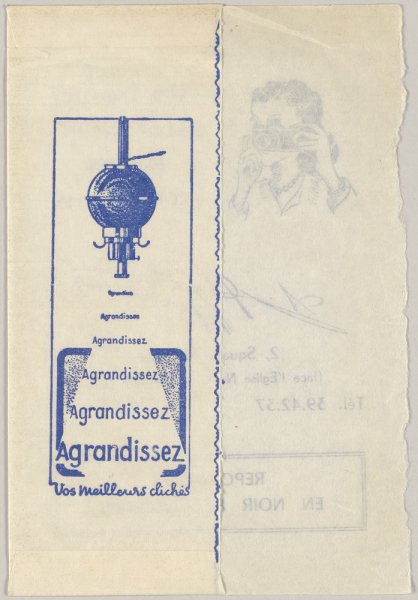 Agrandissez
Agrandissez
Agrandissez
Agrandissez
Agrandissez
Agrandissez
Vos Meilleurs clichés
2, Squa
(face l'Eglise N
Tél. 59.42.37
REPO
EN NOIR